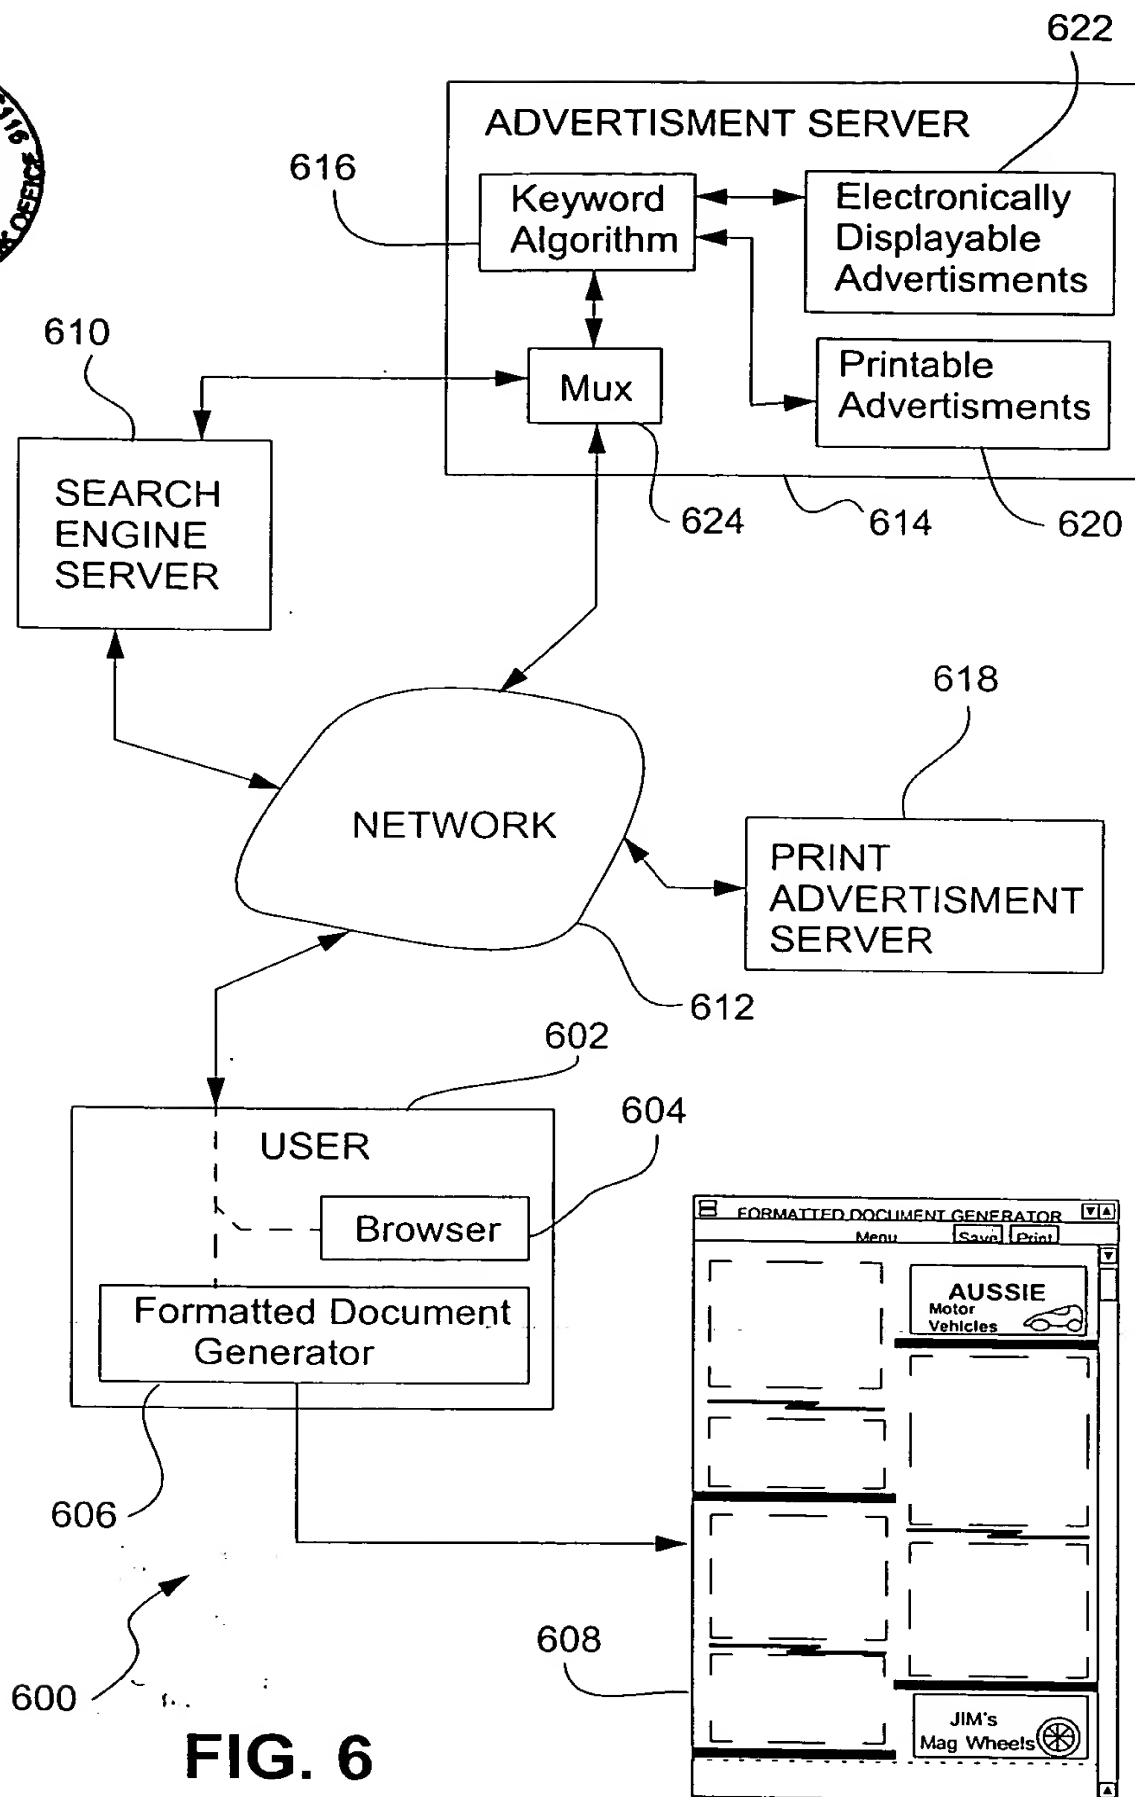 622
ADVERTISMENT SERVER
616
Keyword
Algorithm
Electronically
Displayable
Advertisments
610
Mux
Printable
Advertisments
SEARCH
ENGINE
SERVER
624
614
620
618
NETWORK
PRINT
ADVERTISMENT
SERVER
612
602
604
USER
Browser
Formatted Document
Generator
606
FORMATTED DOCUMENT GENERATOR
Menu Save Print
AUSSIE
Motor
Vehicles
608
600
JIM's
Mag Wheels
FIG. 6
OFFICE